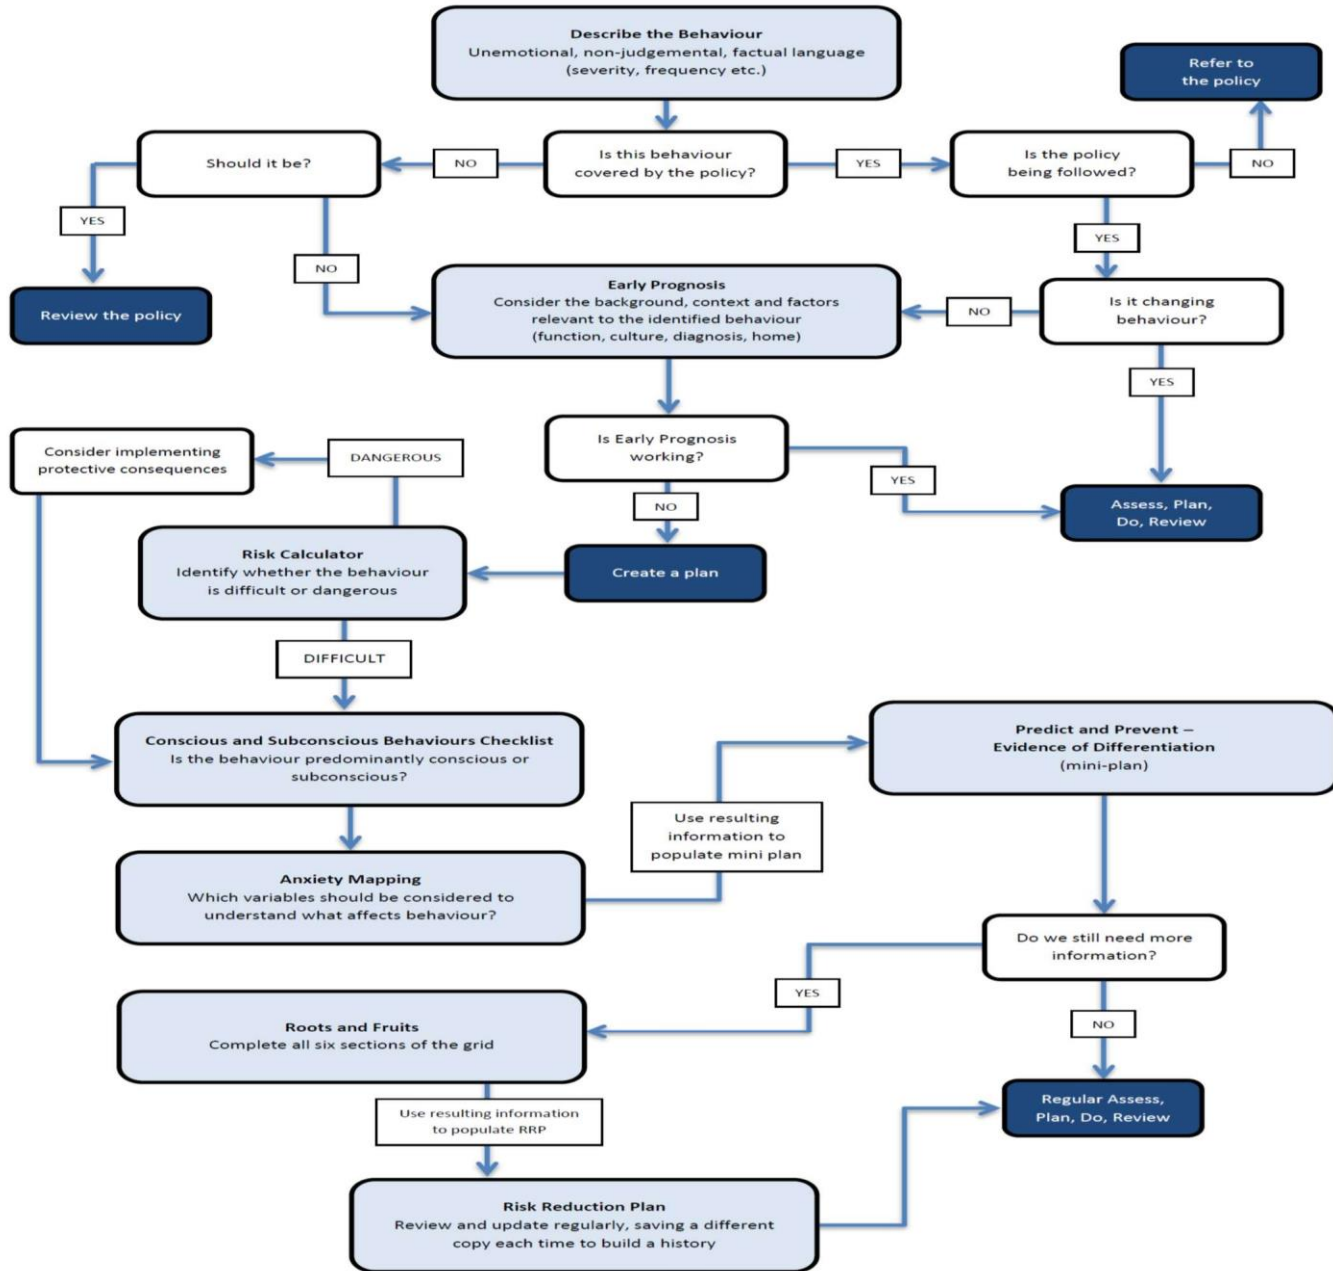 Describe the Behaviour
Unemotional, non-judgemental, factual language
(severity, frequency etc.)
Refer to
the policy
Should it be?
NO
Is this behaviour
covered by the policy?
YES
Is the policy
being followed?
NO
YES
YES
NO
Review the policy
Early Prognosis
Consider the background, context and factors
relevant to the identified behaviour
(function, culture, diagnosis, home)
NO
Is it changing
behaviour?
YES
Consider implementing
protective consequences
DANGEROUS
Is Early Prognosis
working?
YES
NO
Assess, Plan,
Do, Review
Risk Calculator
Identify whether the behaviour
is difficult or dangerous
Create a plan
DIFFICULT
Conscious and Subconscious Behaviours Checklist
Is the behaviour predominantly conscious or
subconscious?
Predict and Prevent –
Evidence of Differentiation
(mini-plan)
Use resulting
information to
populate mini plan
Anxiety Mapping
Which variables should be considered to
understand what affects behaviour?
Do we still need more
information?
YES
NO
Roots and Fruits
Complete all six sections of the grid
Use resulting information
to populate RRP
Regular Assess,
Plan, Do, Review
Risk Reduction Plan
Review and update regularly, saving a different
copy each time to build a history